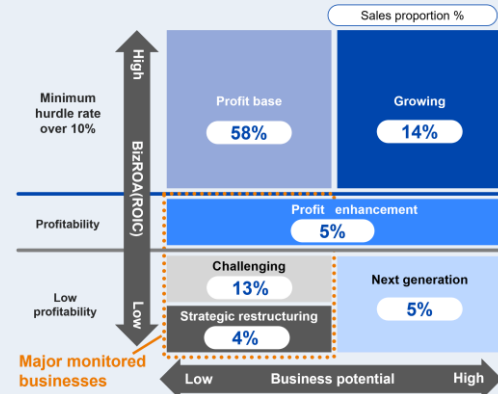 Sales proportion %
High
BizROA(ROIC)
Low
Minimum
hurdle rate
over 10%
Profit base
58%
Growing
14%
Profitability
Profit enhancement
5%
Low
profitability
Challenging
13%
Strategic restructuring
4%
Next generation
5%
Major monitored
businesses
Low Business potential High